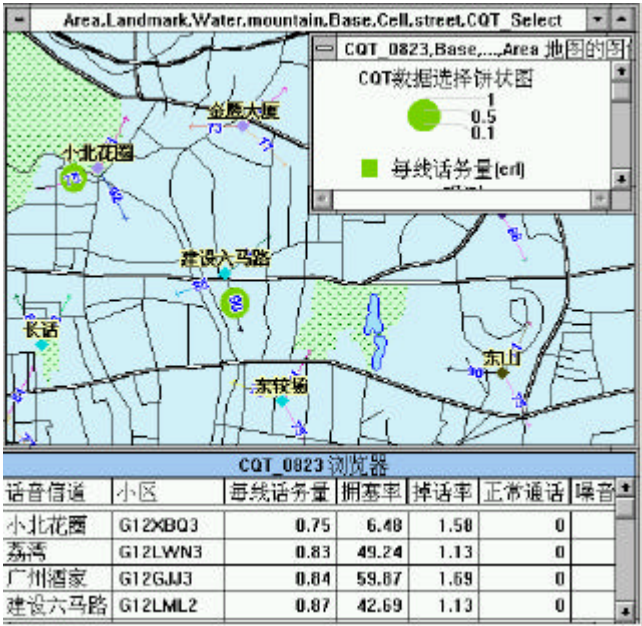 Area,Landmark,Water,mountain,Base,Cell,street,CQT_Select
CQT_0823,Base,...,Area 地图的图
CQT数据选择饼状图
1
0.5
0.1
每线话务量(erl)
金鹰大厦
73
77
小北花圈
建设六马路
长话
东较场
东山
CQT_0823 浏览器
话音信道 小区 每线话务量 拥塞率 掉话率 正常通话 噪音
小北花圈 G12XBQ3 0.75 6.48 1.58 0
荔湾 G12LWN3 0.83 49.24 1.13 0
广州酒家 G12GJJ3 0.84 59.87 1.69 0
建设六马路 G12LML2 0.87 42.69 1.13 0